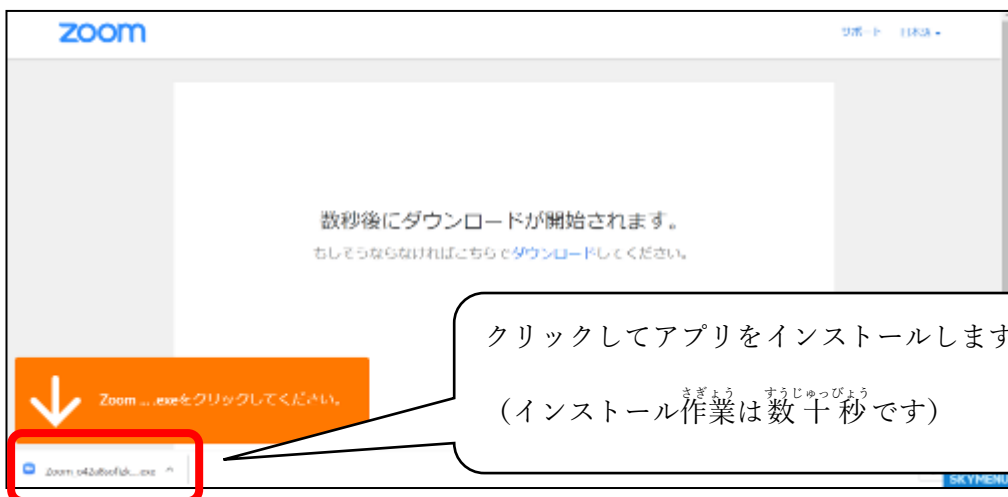 zoom
サポート 日本語
数秒後にダウンロードが開始されます。
もしそうならなければこちらでダウンロードしてください。
クリックしてアプリをインストールします
さぎょう すうじゅっびょう
(インストール作業は数十秒です)
Zoom ... .exeをクリックしてください。
SKYMENU